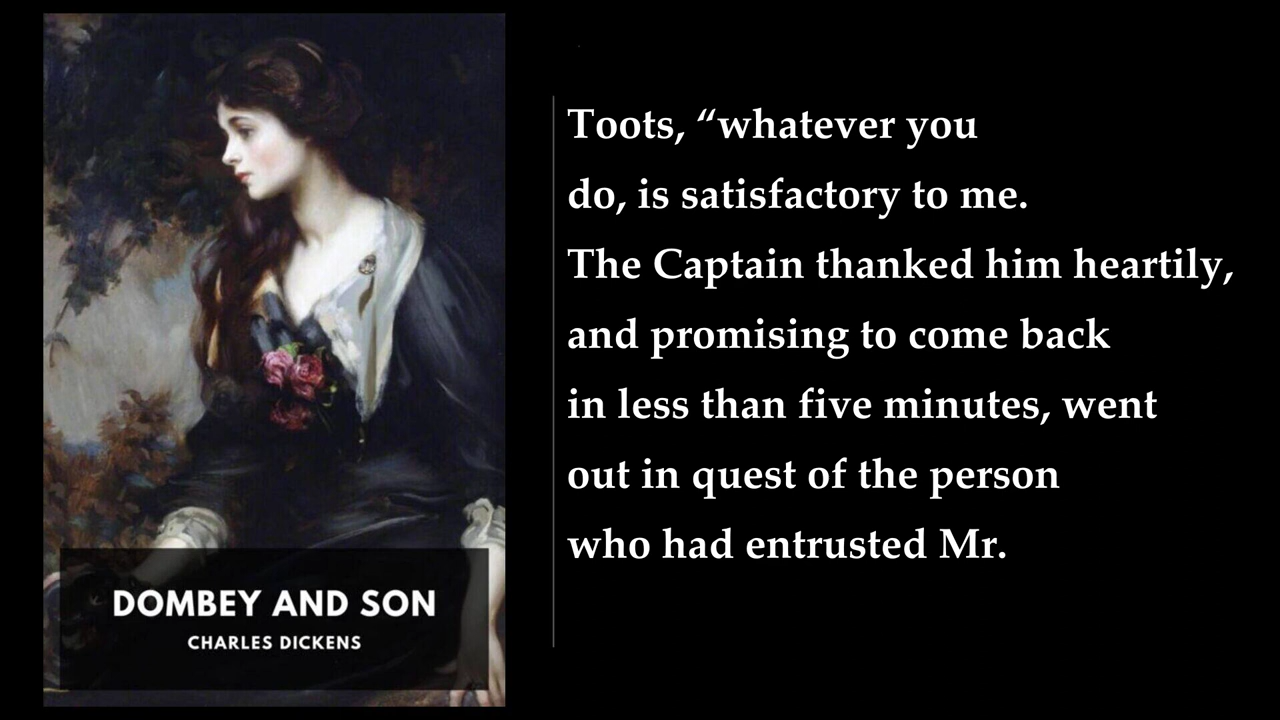 DOMBEY AND SON
CHARLES DICKENS
Toots, “whatever you
do, is satisfactory to me.
The Captain thanked him heartily,
and promising to come back
in less than five minutes, went
out in quest of the person
who had entrusted Mr.